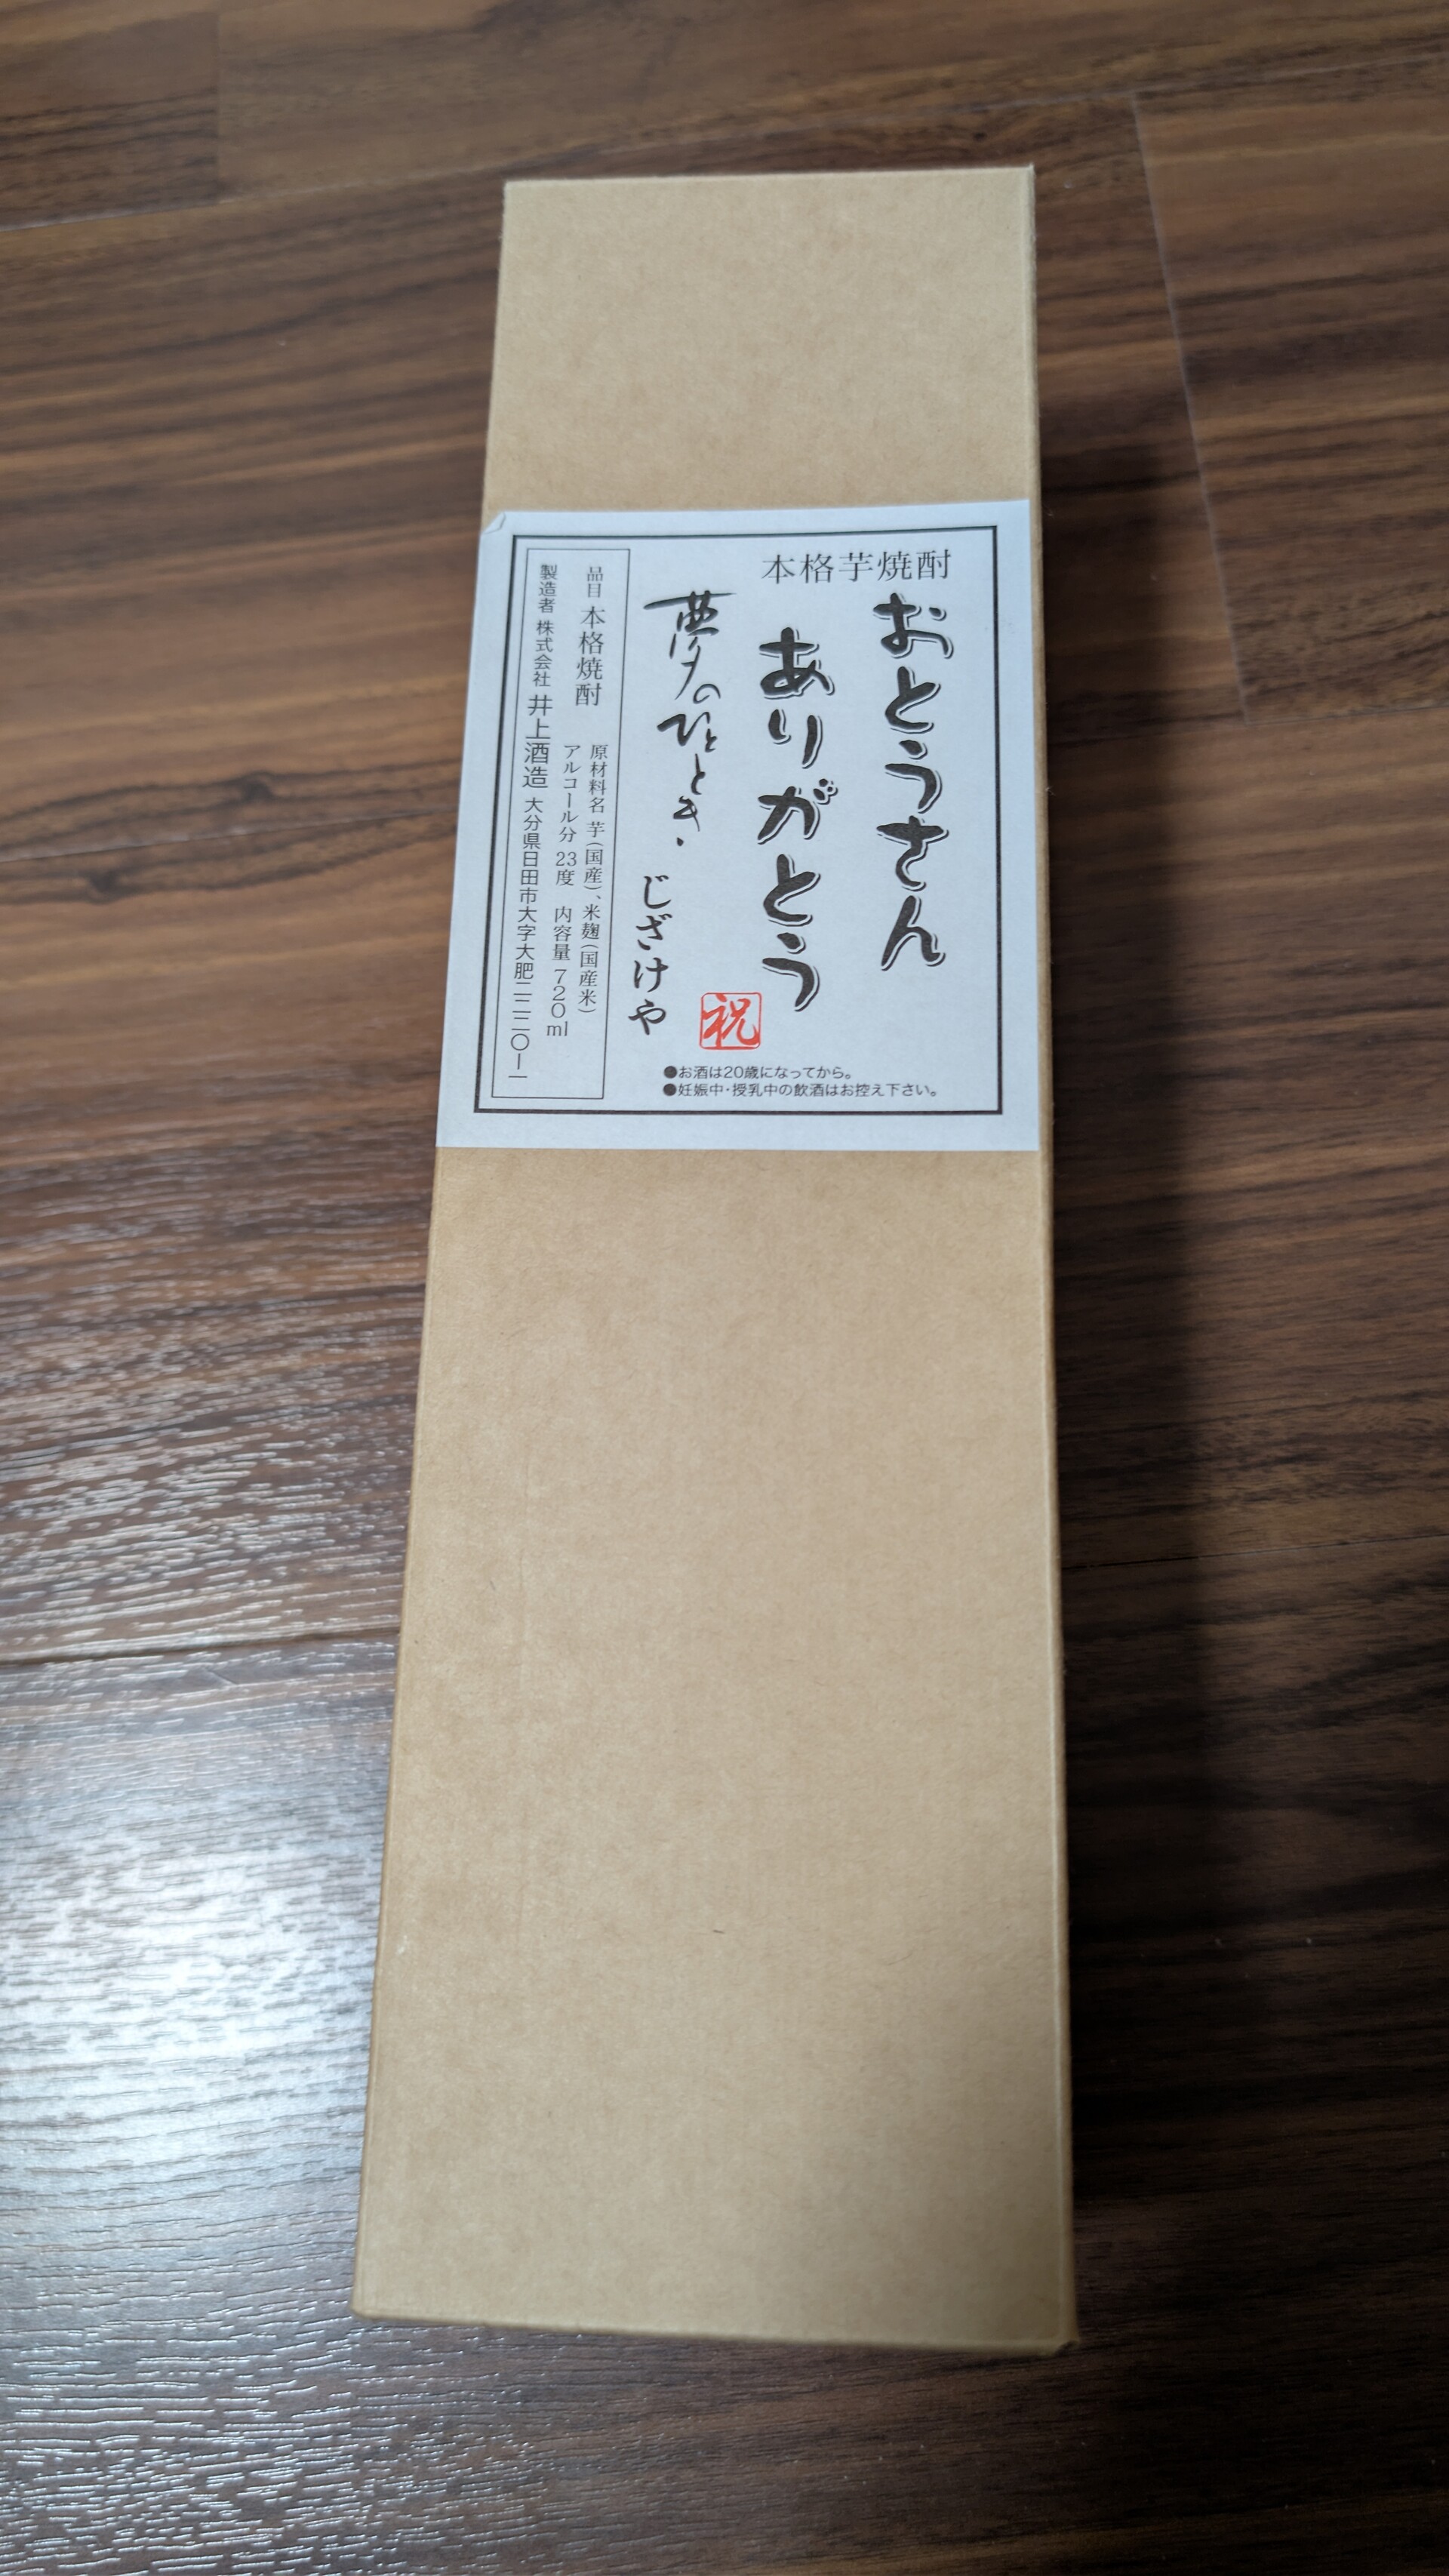 本格芋焼酎
おとうさん
ありがとう
夢のひととき・
じざけや
祝
●お酒は20歳になってから。
●妊娠中・授乳中の飲酒はお控え下さい。
品目 本格焼酎
原材料名 芋(国産)、米麹(国産米)
アルコール分 23度 内容量 720ml
製造者 株式会社 井上酒造 大分県日田市大字大肥二二二〇ー一